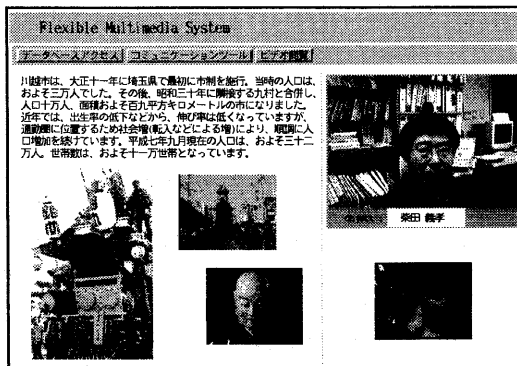 Flexible Multimedia System
データベースアクセス コミュニケーションツール ビデオ閲覧
川越市は、大正十一年に埼玉県で最初に市制を施行。当時の人口は、
およそ三万人でした。その後、昭和三十年に隣接する九村と合併し、
人口十万人、面積およそ百九平方キロメートルの市になりました。
近年では、出生率の低下などから、伸び率は低くなっていますが、
通勤圏に位置するため社会増(転入などによる増)により、順調に人
口増加を続けています。平成七年九月現在の人口は、およそ三十二
万人。世帯数は、およそ十一万世帯となっています。
柴田 義孝